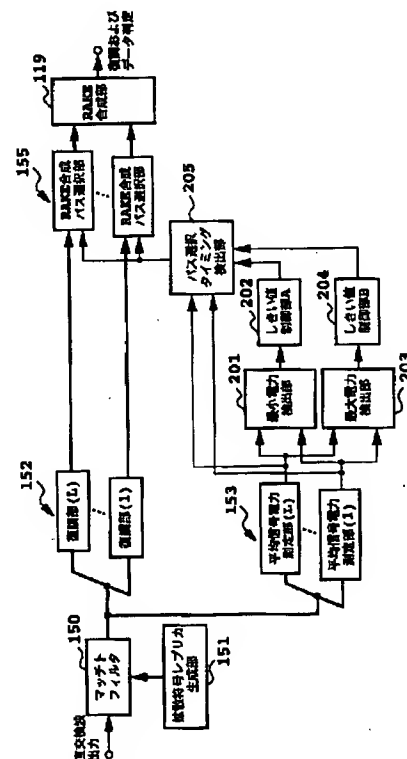 直交検波
出力
150
マッチト
フィルタ
拡散符号レプリカ
生成部
151
152
復調部(L)
復調部(1)
153
平均信号電力
測定部(L)
平均信号電力
測定部(1)
201
最小電力
検出部
最大電力
検出部
203
202
しきい値
制御部A
204
しきい値
制御部B
205
パス選択
タイミング
検出部
155
RAKE合成
パス選択部
RAKE合成
パス選択部
119
RAKE
合成部
復調および
データ判定